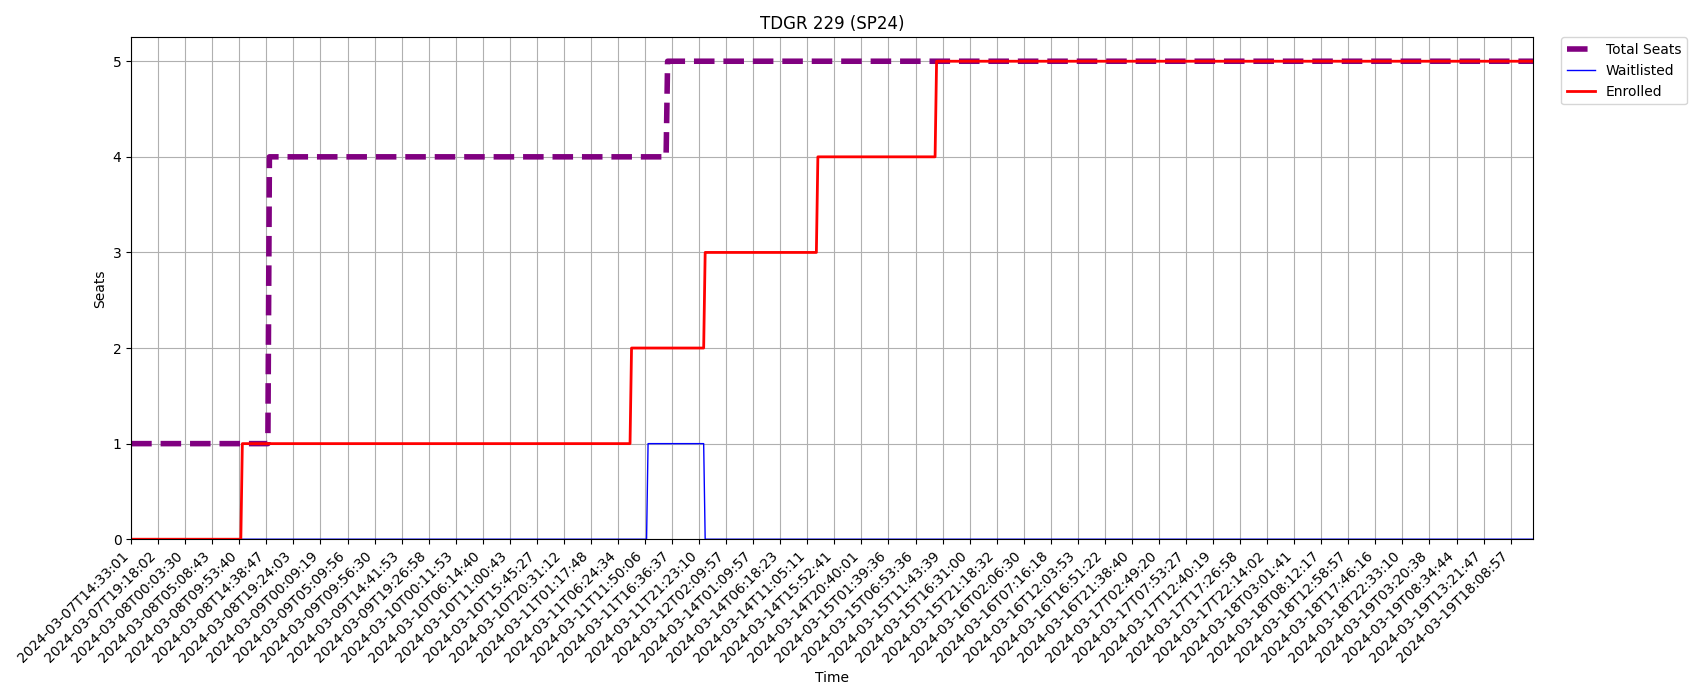 TDGR 229 (SP24)
Total Seats
Waitlisted
Enrolled
5
4
3
2
1
0
Seats
2024-03-07T14:33:01
2024-03-07T19:18:02
2024-03-08T00:03:30
2024-03-08T05:08:43
2024-03-08T09:53:40
2024-03-08T14:38:47
2024-03-08T19:24:03
2024-03-09T00:09:19
2024-03-09T05:09:56
2024-03-09T09:56:30
2024-03-09T14:41:53
2024-03-09T19:26:58
2024-03-10T00:11:53
2024-03-10T06:14:40
2024-03-10T11:00:43
2024-03-10T15:45:27
2024-03-10T20:31:12
2024-03-11T01:17:48
2024-03-11T06:24:34
2024-03-11T11:50:06
2024-03-11T16:36:37
2024-03-11T21:23:10
2024-03-12T02:09:57
2024-03-14T01:09:57
2024-03-14T06:18:23
2024-03-14T11:05:11
2024-03-14T15:52:41
2024-03-14T20:40:01
2024-03-15T01:39:36
2024-03-15T06:53:36
2024-03-15T11:43:39
2024-03-15T16:31:00
2024-03-15T21:18:32
2024-03-16T02:06:30
2024-03-16T07:16:18
2024-03-16T12:03:53
2024-03-16T16:51:22
2024-03-16T21:38:40
2024-03-17T02:49:20
2024-03-17T07:53:27
2024-03-17T12:40:19
2024-03-17T17:26:58
2024-03-17T22:14:02
2024-03-18T03:01:41
2024-03-18T08:12:17
2024-03-18T12:58:57
2024-03-18T17:46:16
2024-03-18T22:33:10
2024-03-19T03:20:38
2024-03-19T08:34:44
2024-03-19T13:21:47
2024-03-19T18:08:57
Time